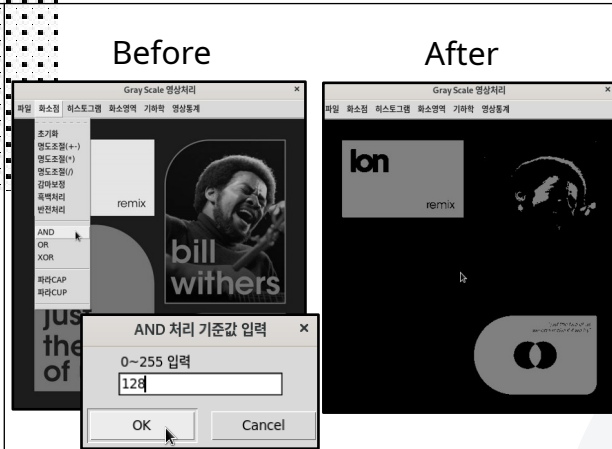 Before
After
Gray Scale 영상처리 ×
파일 화소점 히스토그램 화소영역 기하학 영상통계
초기화
명도조절(+-)
명도조절(*)
명도조절(/)
감마보정
흑백처리
반전처리
AND
OR
XOR
파라CAP
파라CUP
remix
bill
withers
jus
the
of
AND 처리 기준값 입력 ×
0~255 입력
128
OK Cancel
Gray Scale 영상처리 ×
파일 화소점 히스토그램 화소영역 기하학 영상통계
lon
remix